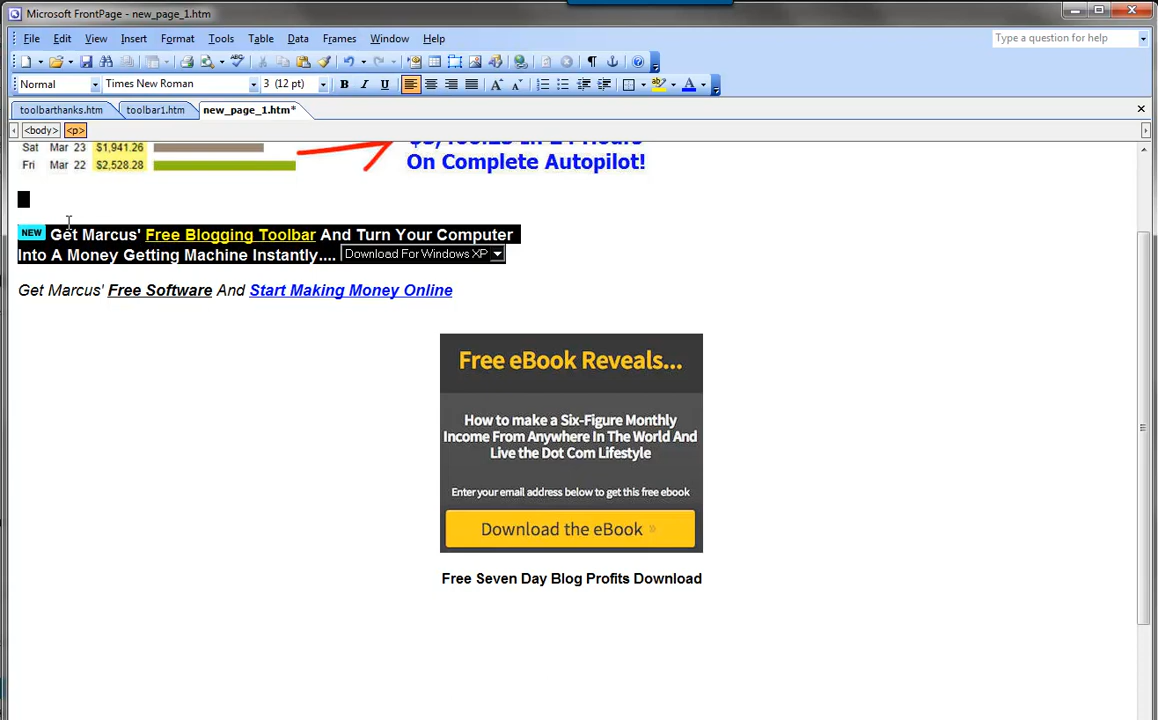 Microsoft FrontPage - new_page_1.htm
File Edit View Insert Format Tools Table Data Frames Window Help
Type a question for help
Normal Times New Roman 3 (12 pt) B I U A A A
toolbarthanks.htm toolbar1.htm new_page_1.htm*
<body> <p>
Sat Mar 23 $1,941.26
Fri Mar 22 $2,528.28
On Complete Autopilot!
NEW Get Marcus' Free Blogging Toolbar And Turn Your Computer
Into A Money Getting Machine Instantly.... Download For Windows XP
Get Marcus' Free Software And Start Making Money Online
Free eBook Reveals...
How to make a Six-Figure Monthly
Income From Anywhere In The World And
Live the Dot Com Lifestyle
Enter your email address below to get this free ebook
Download the eBook »
Free Seven Day Blog Profits Download